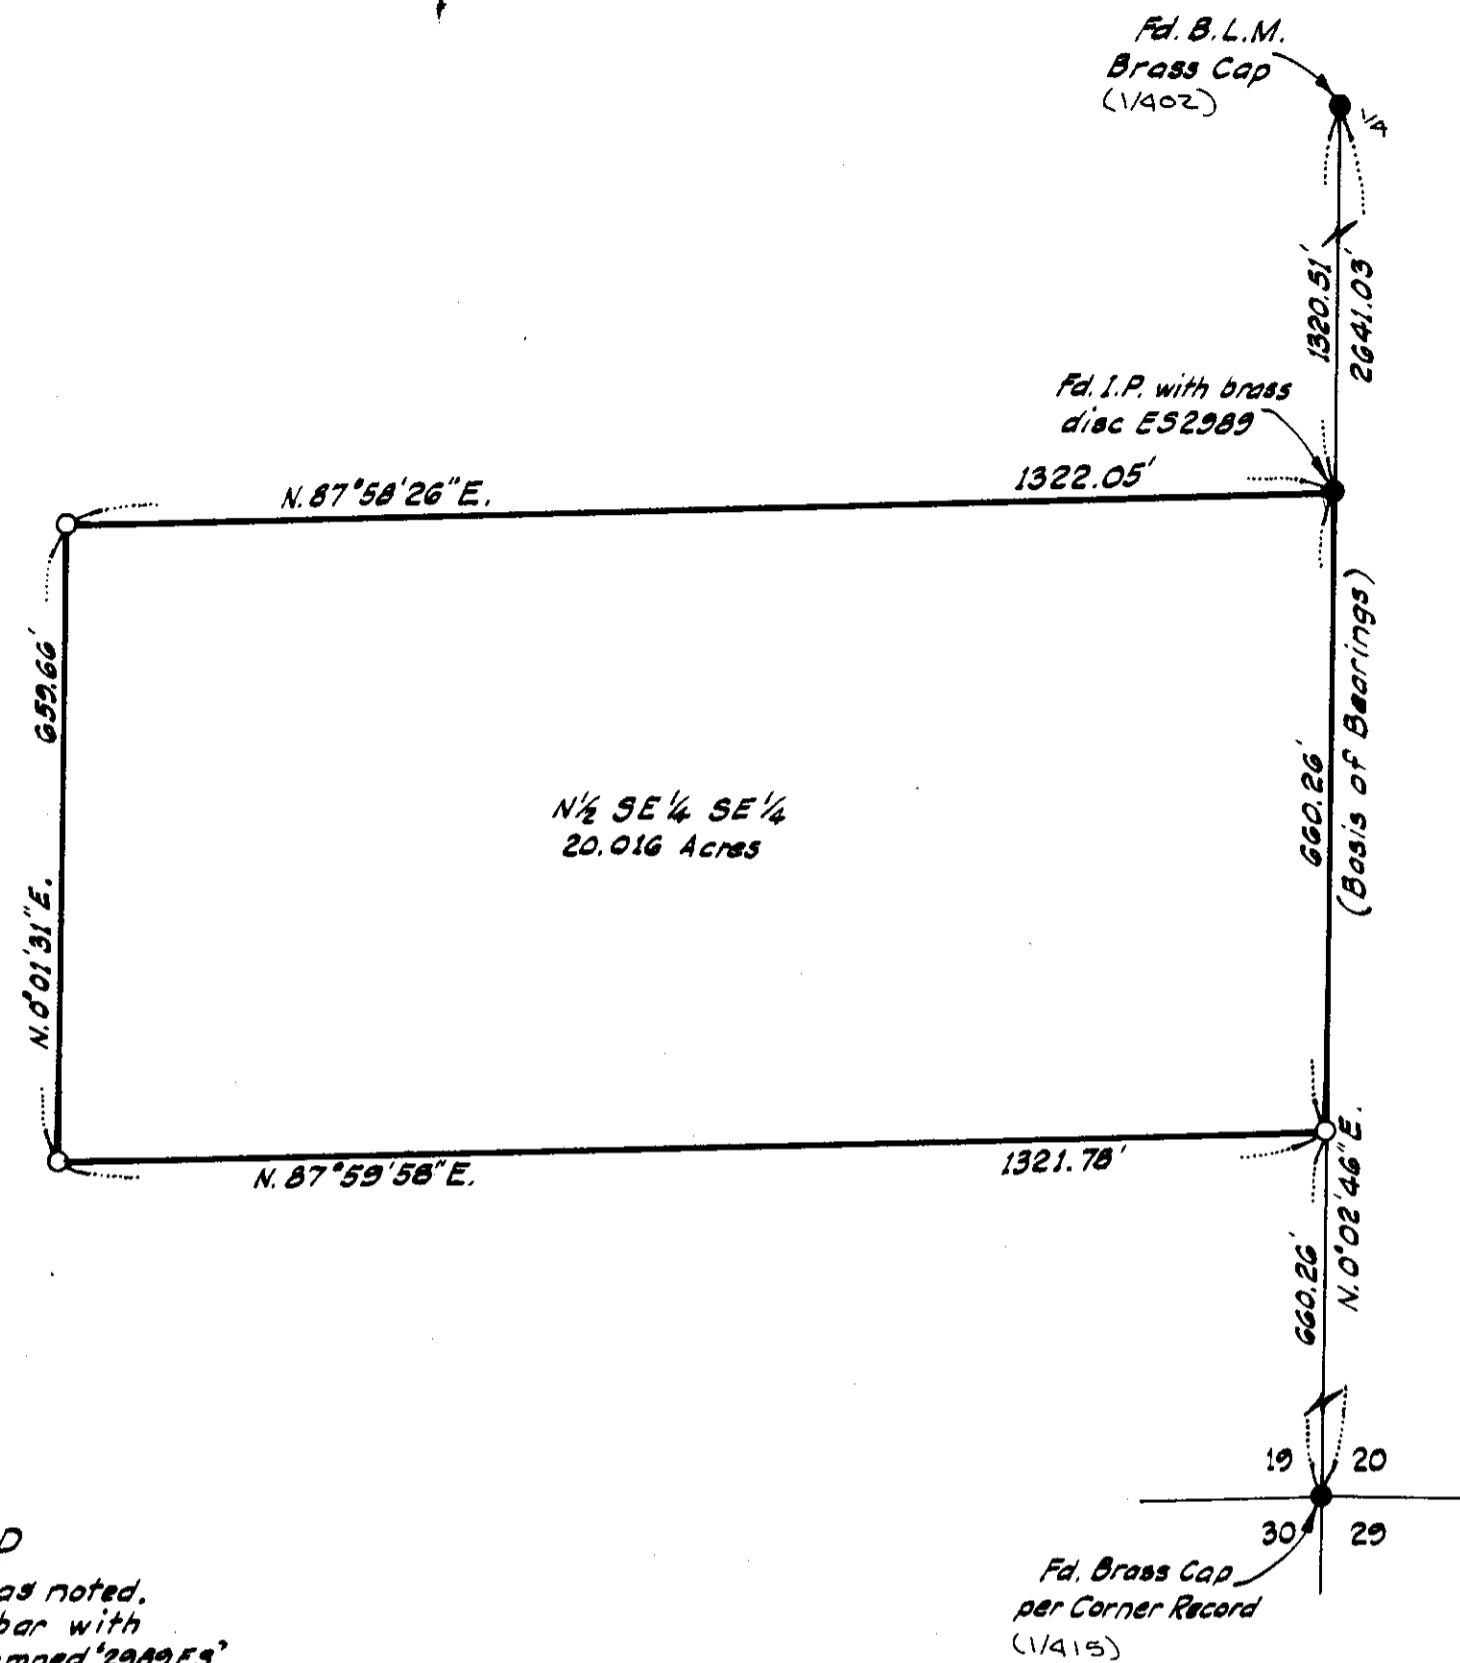 Fd. B.L.M.
Brass Cap
(1/402)
1/4
1320.51'
2641.03'
Fd. I.P. with brass
disc ES2989
N.87°58'26"E.
1322.05'
659.66'
N.0°01'31"E.
N½ SE¼ SE¼
20.016 Acres
660.26'
(Basis of Bearings)
N.87°59'58"E.
1321.78'
660.26'
N.0°02'46"E.
19 20
30 29
Fd. Brass Cap
per Corner Record
(1/415)
as noted.
bar with